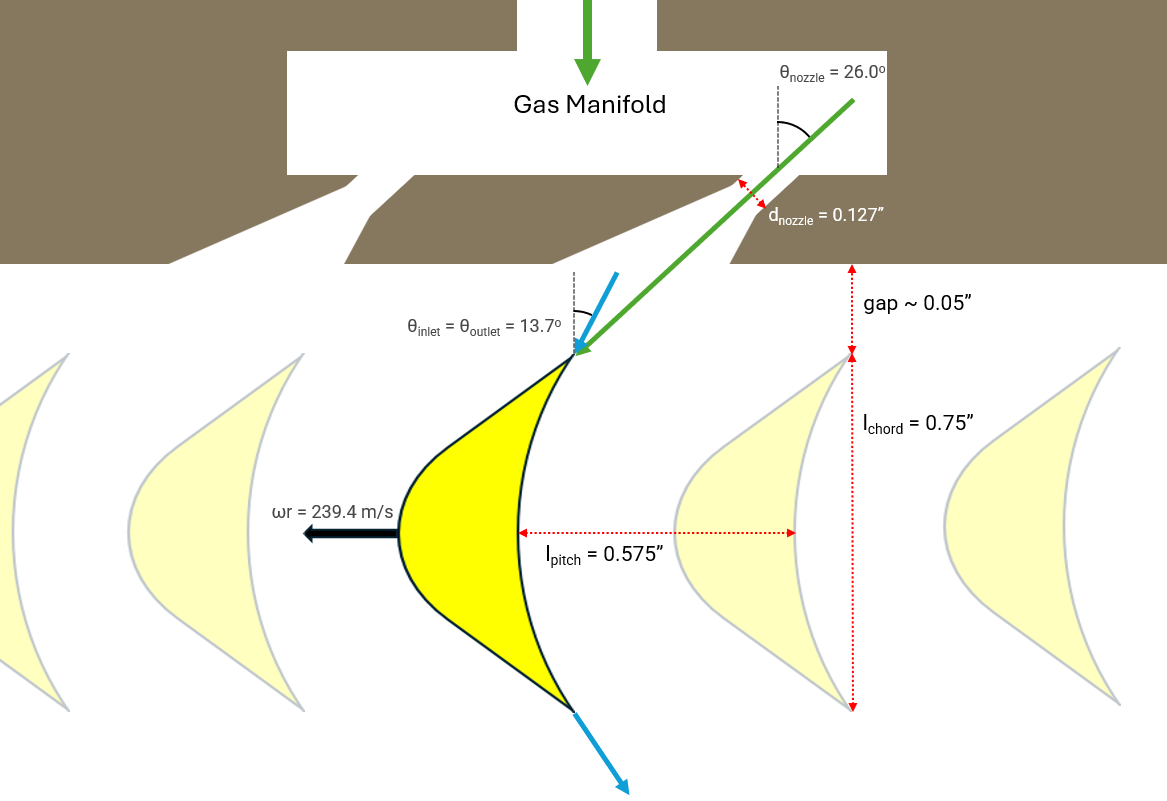 θnozzle = 26.0º
Gas Manifold
dnozzle = 0.127”
gap ~ 0.05”
θinlet = θoutlet = 13.7º
lchord = 0.75”
ωr = 239.4 m/s
lpitch = 0.575”